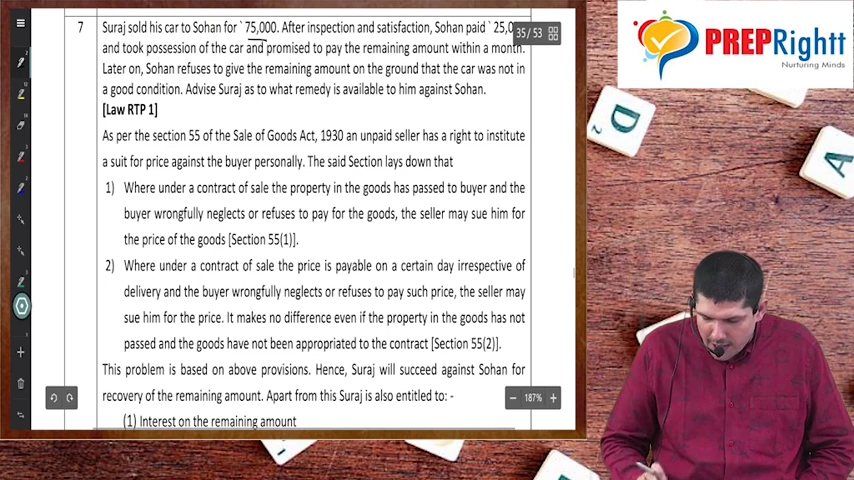 7 Suraj sold his car to Sohan for ` 75,000. After inspection and satisfaction, Sohan paid ` 25,0
and took possession of the car and promised to pay the remaining amount within a month.
Later on, Sohan refuses to give the remaining amount on the ground that the car was not in
a good condition. Advise Suraj as to what remedy is available to him against Sohan.
[Law RTP 1]
As per the section 55 of the Sale of Goods Act, 1930 an unpaid seller has a right to institute
a suit for price against the buyer personally. The said Section lays down that
1) Where under a contract of sale the property in the goods has passed to buyer and the
buyer wrongfully neglects or refuses to pay for the goods, the seller may sue him for
the price of the goods [Section 55(1)].
2) Where under a contract of sale the price is payable on a certain day irrespective of
delivery and the buyer wrongfully neglects or refuses to pay such price, the seller may
sue him for the price. It makes no difference even if the property in the goods has not
passed and the goods have not been appropriated to the contract [Section 55(2)].
This problem is based on above provisions. Hence, Suraj will succeed against Sohan for
recovery of the remaining amount. Apart from this Suraj is also entitled to: -
(1) Interest on the remaining amount
35/53
187%
PREPRightt
Nurturing Minds
D2
A